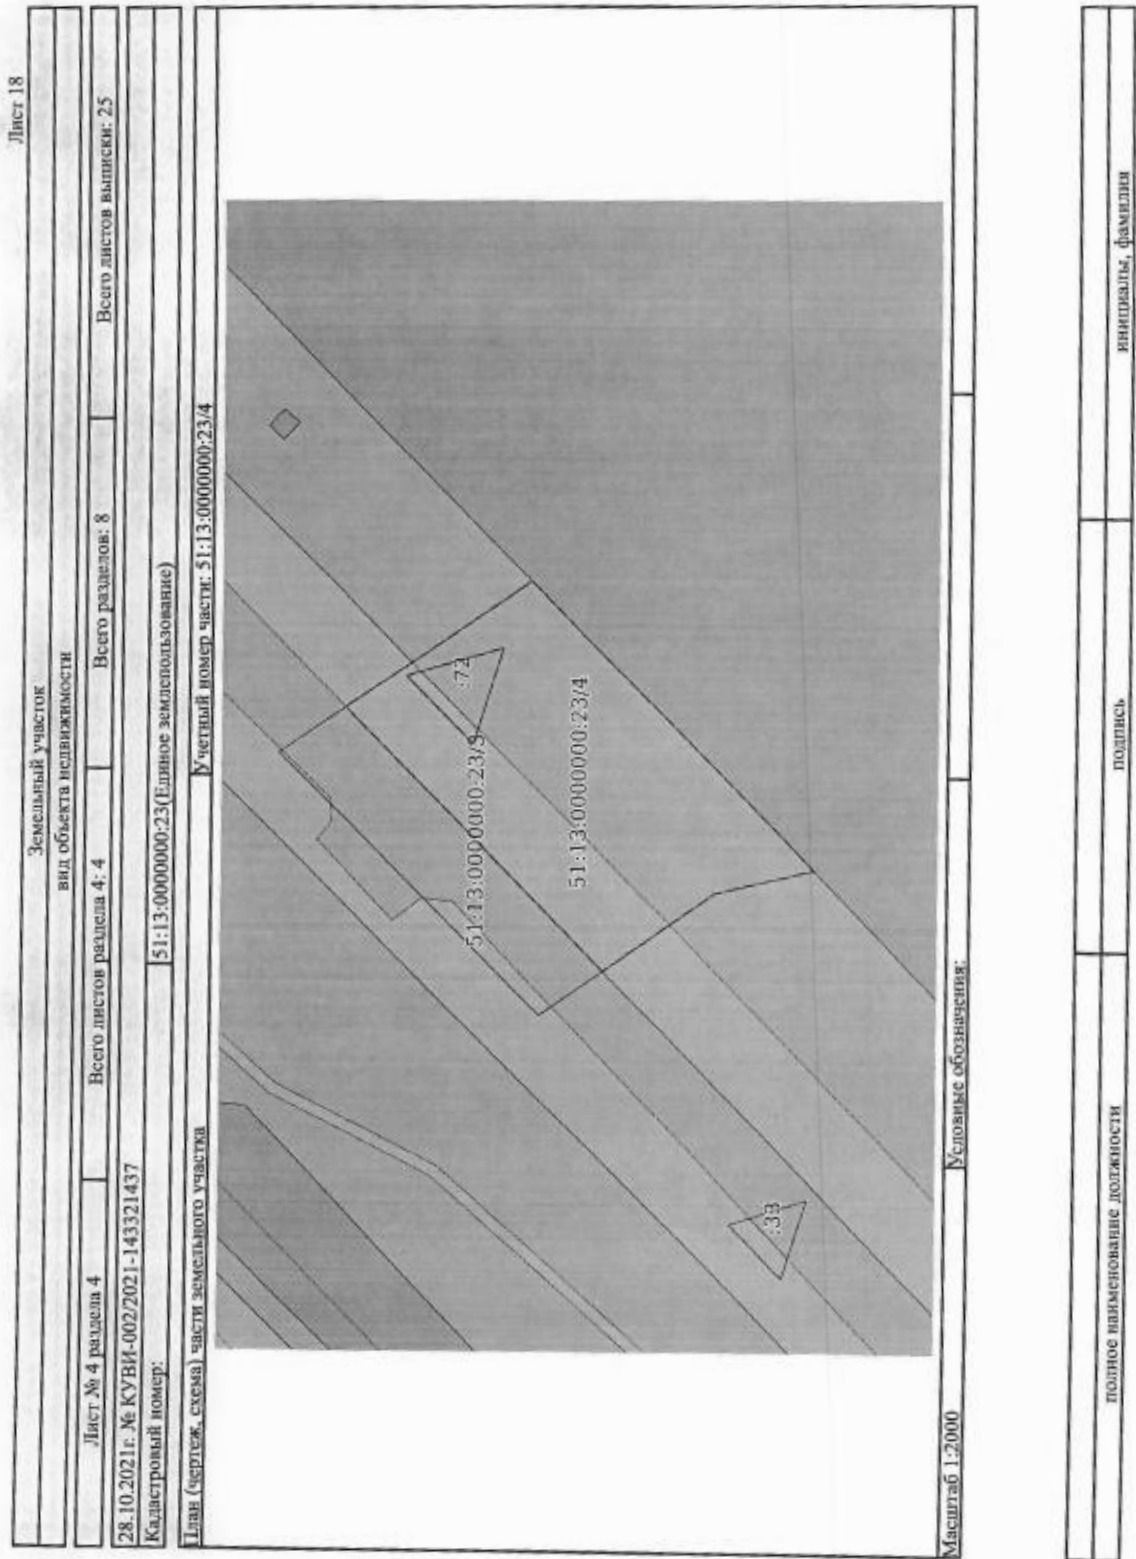 Лист 18
Земельный участок
вид объекта недвижимости
Лист № 4 раздела 4 Всего листов раздела 4: 4 Всего разделов: 8 Всего листов выписки: 25
28.10.2021г. № КУВИ-002/2021-143321437
Кадастровый номер: 51:13:0000000:23(Единое землепользование)
План (чертеж, схема) части земельного участка Учетный номер части: 51:13:0000000:23/4
:72
51:13:0000000:23/3
51:13:0000000:23/4
:33
Масштаб 1:2000 Условные обозначения:
полное наименование должности подпись инициалы, фамилия